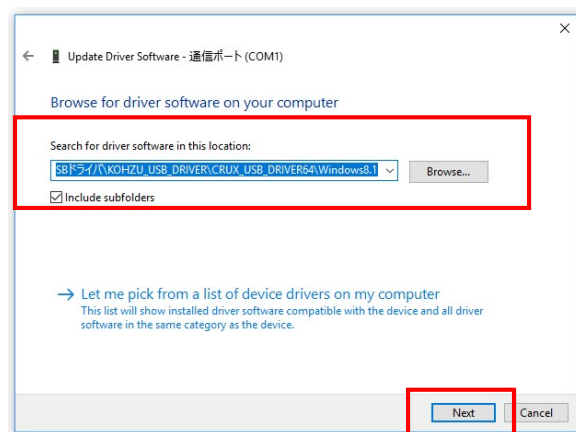 Update Driver Software - 通信ポート (COM1)
Browse for driver software on your computer
Search for driver software in this location:
SBドライバ\KOHZU_USB_DRIVER\CRUX_USB_DRIVER64\Windows8.1
Browse...
Include subfolders
Let me pick from a list of device drivers on my computer
This list will show installed driver software compatible with the device and all driver
software in the same category as the device.
Next
Cancel